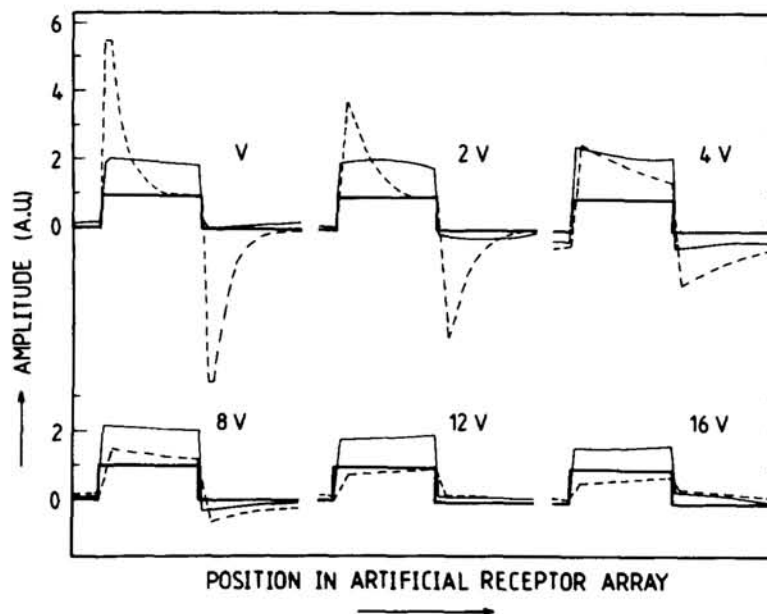 6
4
2
0
V
2 V
4 V
AMPLITUDE (A.U.)
2
0
8 V
12 V
16 V
POSITION IN ARTIFICIAL RECEPTOR ARRAY